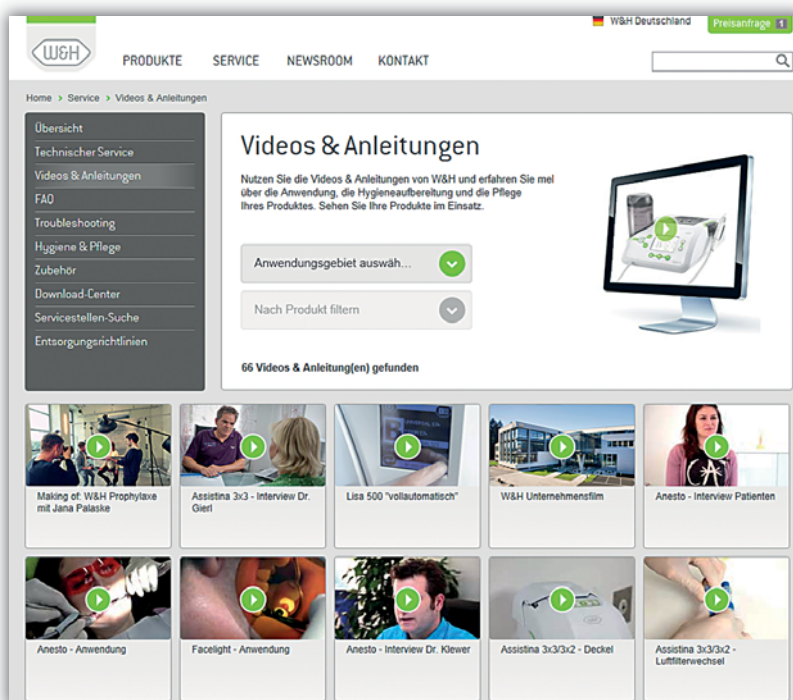 W&H Deutschland
Preisanfrage 1
W&H
PRODUKTE SERVICE NEWSROOM KONTAKT
Home > Service > Videos & Anleitungen
Übersicht
Technischer Service
Videos & Anleitungen
FAQ
Troubleshooting
Hygiene & Pflege
Zubehör
Download-Center
Servicestellen-Suche
Entsorgungsrichtlinien
Videos & Anleitungen
Nutzen Sie die Videos & Anleitungen von W&H und erfahren Sie mel
über die Anwendung, die Hygieneaufbereitung und die Pflege
Ihres Produktes. Sehen Sie Ihre Produkte im Einsatz.
Anwendungsgebiet auswäh...
Nach Produkt filtern
66 Videos & Anleitung(en) gefunden
Making of: W&H Prophylaxe
mit Jana Palaske
Assistina 3x3 - Interview Dr.
Gierl
Lisa 500 "vollautomatisch"
W&H Unternehmensfilm
Anesto - Interview Patienten
Anesto - Anwendung
Facelight - Anwendung
Anesto - Interview Dr. Klewer
Assistina 3x3/3x2 - Deckel
Assistina 3x3/3x2 -
Luftfilterwechsel